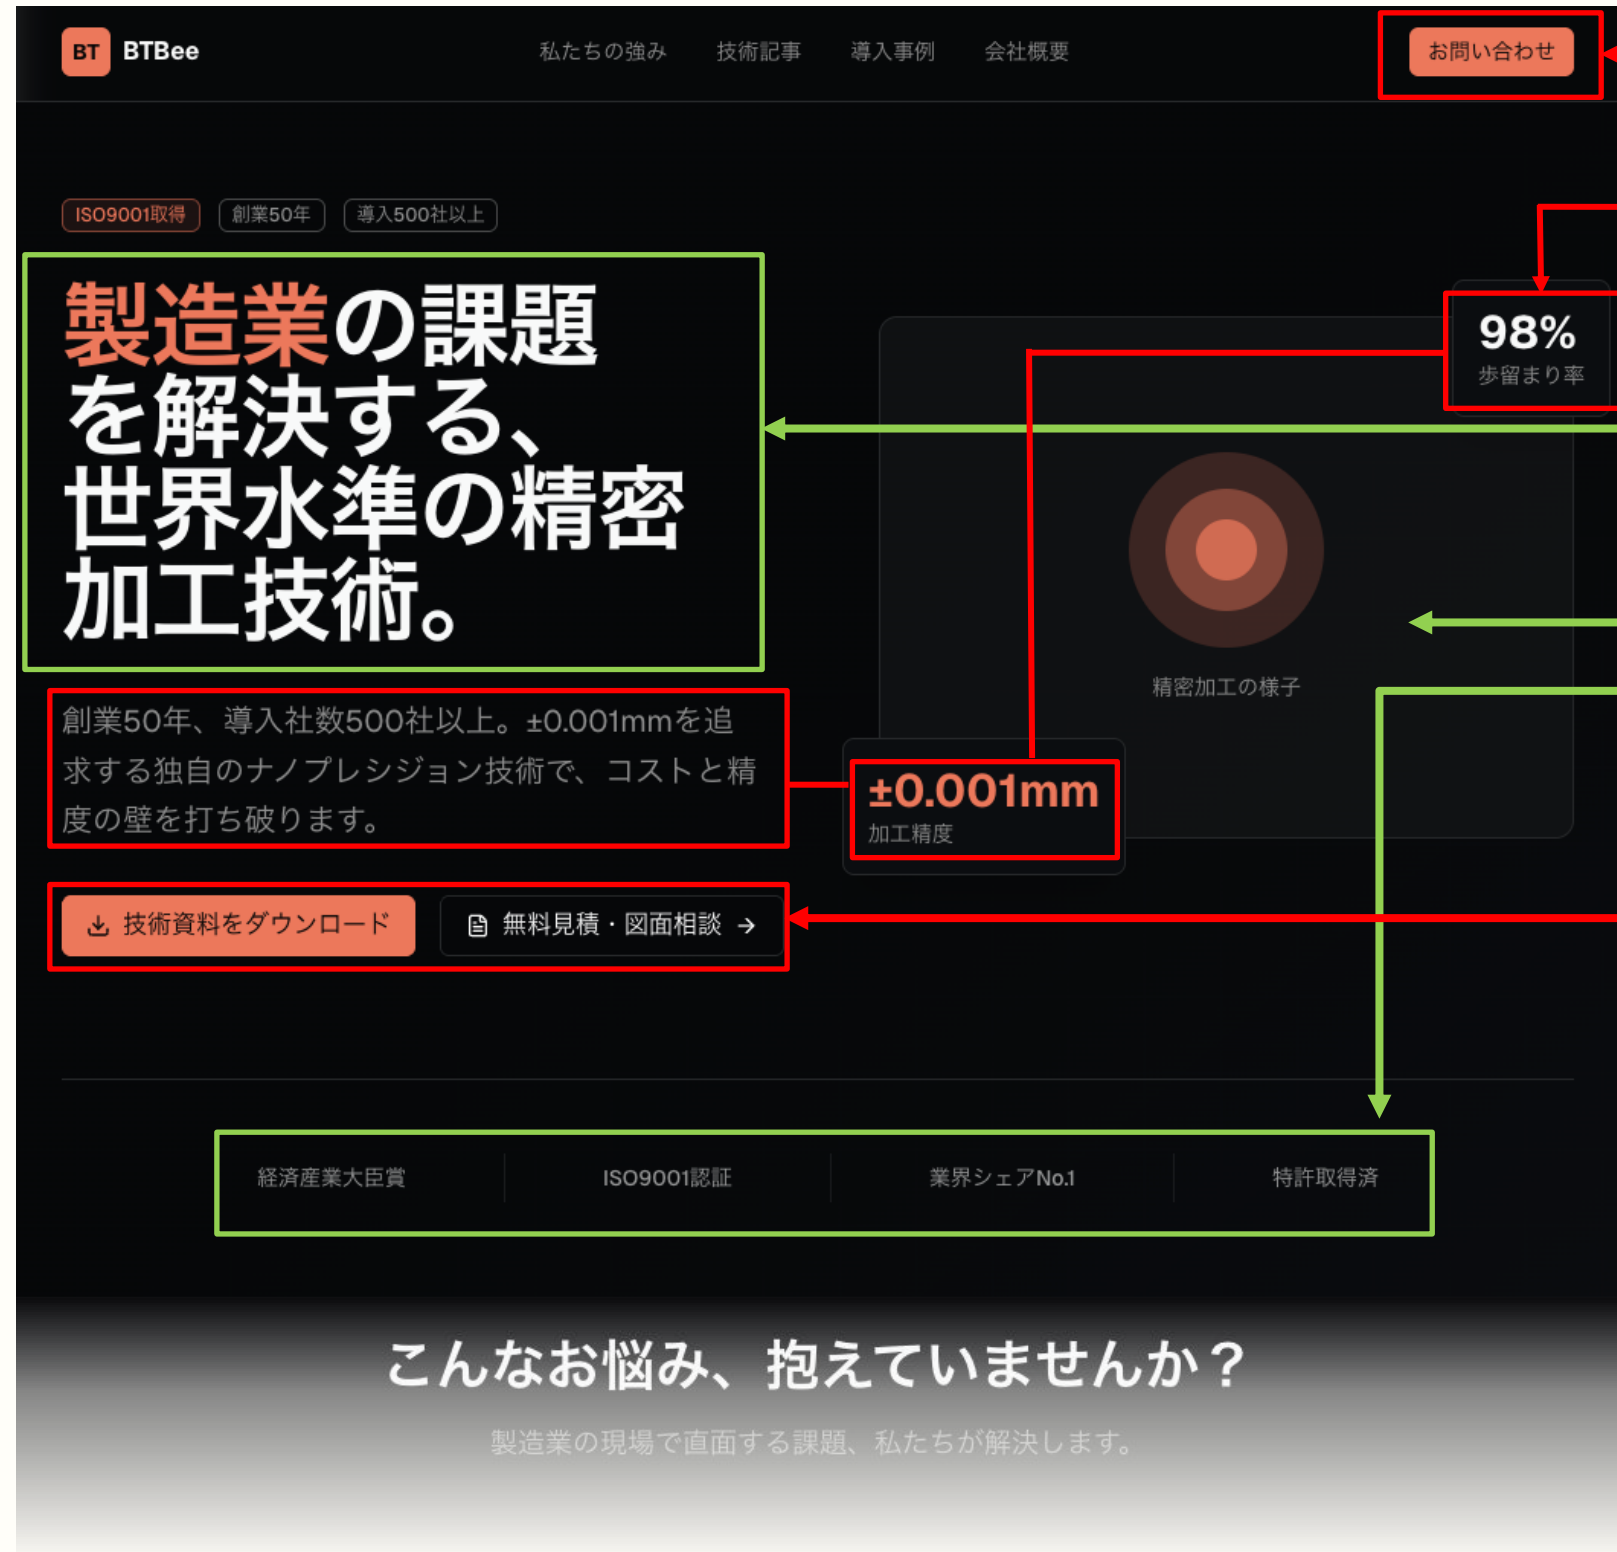 BT BTBee
私たちの強み 技術記事 導入事例 会社概要
お問い合わせ
ISO9001取得 創業50年 導入500社以上
製造業の課題
を解決する、
世界水準の精密
加工技術。
創業50年、導入社数500社以上。±0.001mmを追
求する独自のナノプレシジョン技術で、コストと精
度の壁を打ち破ります。
技術資料をダウンロード
無料見積・図面相談 →
98%
歩留まり率
精密加工の様子
±0.001mm
加工精度
経済産業大臣賞 ISO9001認証 業界シェアNo.1 特許取得済
こんなお悩み、抱えていませんか？
製造業の現場で直面する課題、私たちが解決します。